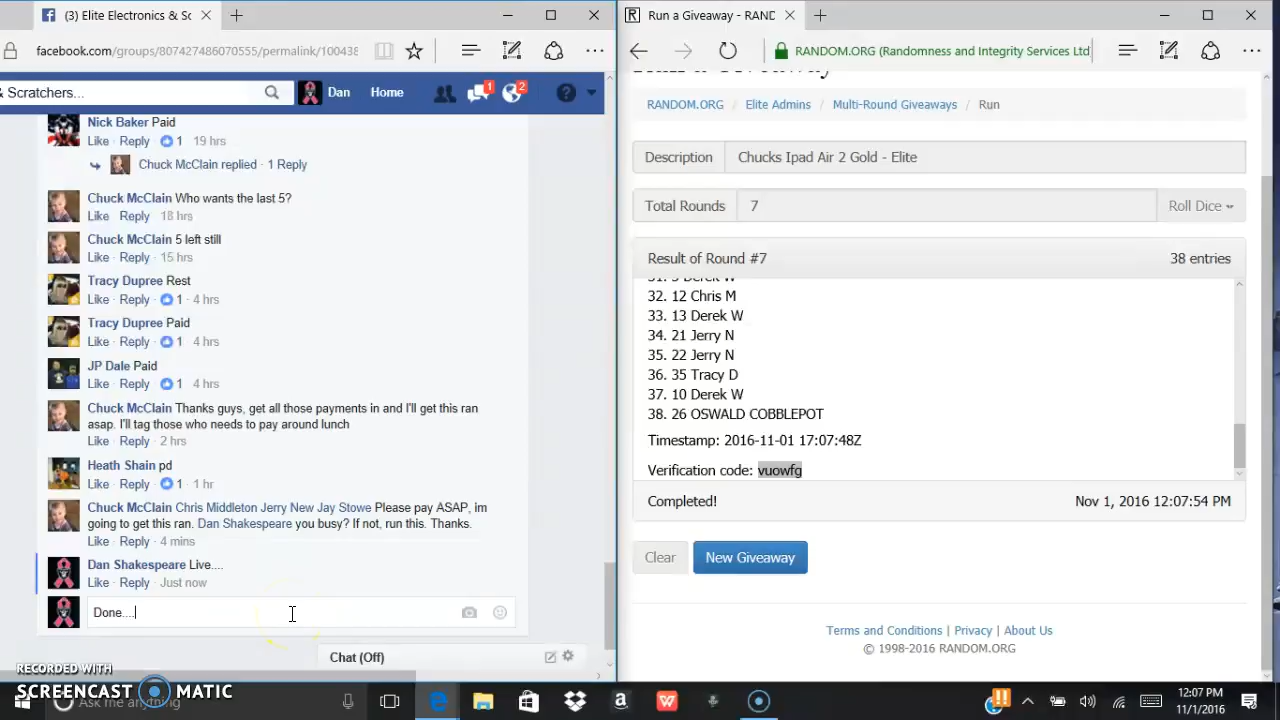 (3) Elite Electronics & Sc
facebook.com/groups/807427486070555/permalink/100438
& Scratchers...
Dan
Home
1
2
Nick Baker Paid
Like · Reply · 1 · 19 hrs
Chuck McClain replied · 1 Reply
Chuck McClain Who wants the last 5?
Like · Reply · 18 hrs
Chuck McClain 5 left still
Like · Reply · 15 hrs
Tracy Dupree Rest
Like · Reply · 1 · 4 hrs
Tracy Dupree Paid
Like · Reply · 1 · 4 hrs
JP Dale Paid
Like · Reply · 1 · 4 hrs
Chuck McClain Thanks guys, get all those payments in and I'll get this ran
asap. I'll tag those who needs to pay around lunch
Like · Reply · 2 hrs
Heath Shain pd
Like · Reply · 1 · 1 hr
Chuck McClain Chris Middleton Jerry New Jay Stowe Please pay ASAP, im
going to get this ran. Dan Shakespeare you busy? If not, run this. Thanks.
Like · Reply · 4 mins
Dan Shakespeare Live....
Like · Reply · Just now
Done....
Chat (Off)
Run a Giveaway - RAND
RANDOM.ORG (Randomness and Integrity Services Ltd
Run a Giveaway
RANDOM.ORG / Elite Admins / Multi-Round Giveaways / Run
Description Chucks Ipad Air 2 Gold - Elite
Total Rounds 7 Roll Dice
Result of Round #7 38 entries
31. 5 Derek W
32. 12 Chris M
33. 13 Derek W
34. 21 Jerry N
35. 22 Jerry N
36. 35 Tracy D
37. 10 Derek W
38. 26 OSWALD COBBLEPOT
Timestamp: 2016-11-01 17:07:48Z
Verification code: vuowfg
Completed! Nov 1, 2016 12:07:54 PM
Clear New Giveaway
Terms and Conditions | Privacy | About Us
© 1998-2016 RANDOM.ORG
RECORDED WITH
SCREENCAST MATIC
Ask me anything
12:07 PM
11/1/2016